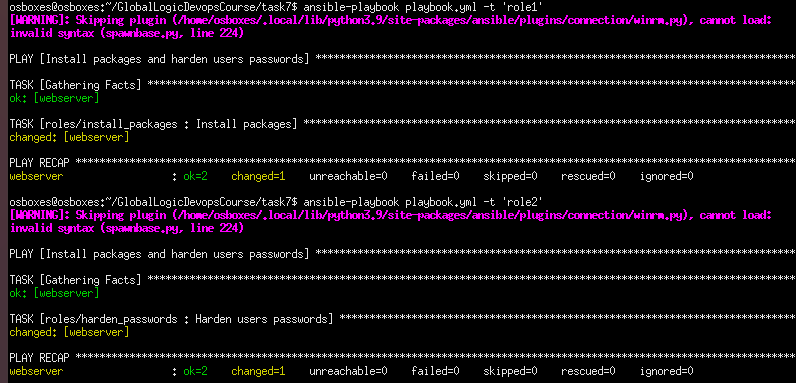 osboxes@osboxes:~/GlobalLogicDevopsCourse/task7$ ansible-playbook playbook.yml -t 'role1'
[WARNING]: Skipping plugin (/home/osboxes/.local/lib/python3.9/site-packages/ansible/plugins/connection/winrm.py), cannot load:
invalid syntax (spawnbase.py, line 224)
PLAY [Install packages and harden users passwords] *************************************************************************
TASK [Gathering Facts] *****************************************************************************************************
ok: [webserver]
TASK [roles/install_packages : Install packages] ***************************************************************************
changed: [webserver]
PLAY RECAP *****************************************************************************************************************
webserver                  : ok=2    changed=1    unreachable=0    failed=0    skipped=0    rescued=0    ignored=0
osboxes@osboxes:~/GlobalLogicDevopsCourse/task7$ ansible-playbook playbook.yml -t 'role2'
[WARNING]: Skipping plugin (/home/osboxes/.local/lib/python3.9/site-packages/ansible/plugins/connection/winrm.py), cannot load:
invalid syntax (spawnbase.py, line 224)
PLAY [Install packages and harden users passwords] *************************************************************************
TASK [Gathering Facts] *****************************************************************************************************
ok: [webserver]
TASK [roles/harden_passwords : Harden users passwords] *********************************************************************
changed: [webserver]
PLAY RECAP *****************************************************************************************************************
webserver                  : ok=2    changed=1    unreachable=0    failed=0    skipped=0    rescued=0    ignored=0